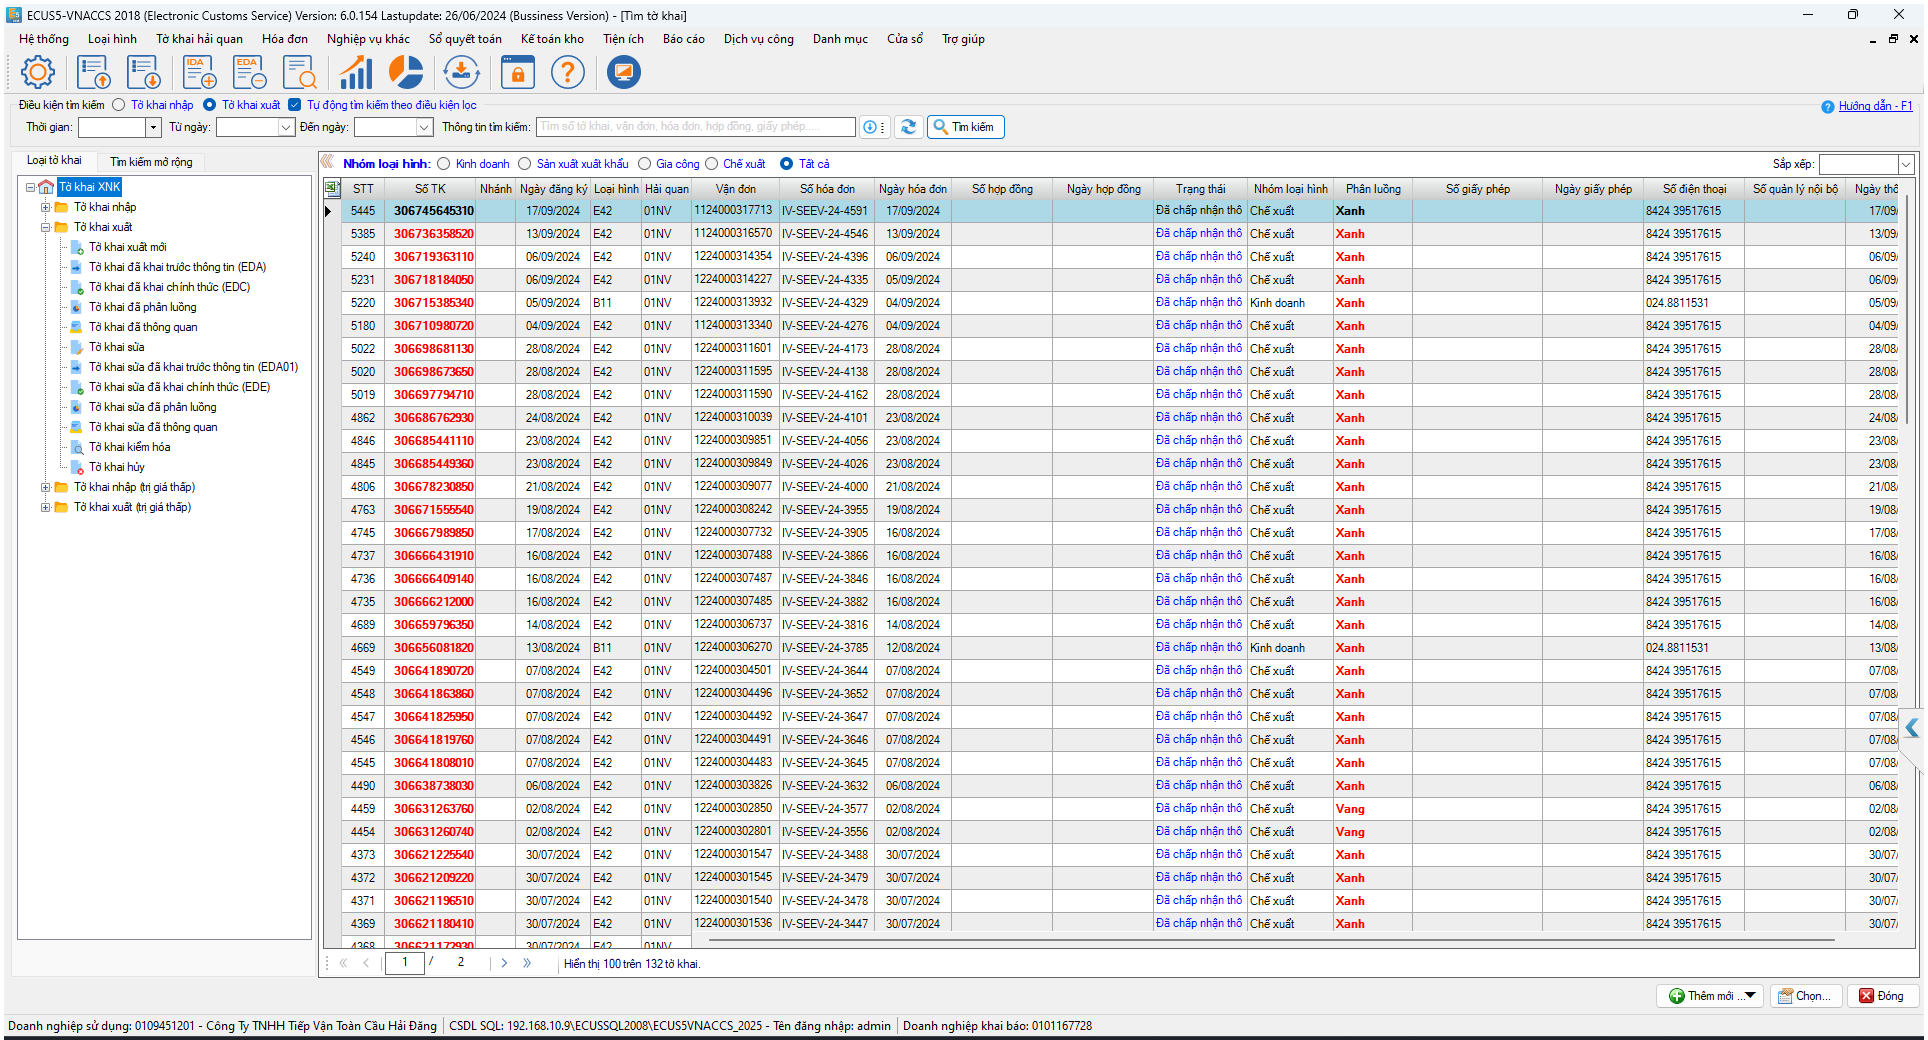 ECUS5-VNACCS 2018 (Electronic Customs Service) Version: 6.0.154 Lastupdate: 26/06/2024 (Bussiness Version) - [Tìm tờ khai]
Hệ thống Loại hình Tờ khai hải quan Hóa đơn Nghiệp vụ khác Sổ quyết toán Kế toán kho Tiện ích Báo cáo Dịch vụ công Danh mục Cửa sổ Trợ giúp
IDA EDA
Điều kiện tìm kiếm Tờ khai nhập Tờ khai xuất Tự động tìm kiếm theo điều kiện lọc Hướng dẫn - F1
Thời gian: Từ ngày: Đến ngày: Thông tin tìm kiếm: Tìm số tờ khai, vận đơn, hóa đơn, hợp đồng, giấy phép..... Tìm kiếm
Loại tờ khai Tìm kiếm mở rộng
Tờ khai XNK
Tờ khai nhập
Tờ khai xuất
Tờ khai xuất mới
Tờ khai đã khai trước thông tin (EDA)
Tờ khai đã khai chính thức (EDC)
Tờ khai đã phân luồng
Tờ khai đã thông quan
Tờ khai sửa
Tờ khai sửa đã khai trước thông tin (EDA01)
Tờ khai sửa đã khai chính thức (EDE)
Tờ khai sửa đã phân luồng
Tờ khai sửa đã thông quan
Tờ khai kiểm hóa
Tờ khai hủy
Tờ khai nhập (trị giá thấp)
Tờ khai xuất (trị giá thấp)
Nhóm loại hình: Kinh doanh Sản xuất xuất khẩu Gia công Chế xuất Tất cả Sắp xếp:
STT Số TK Nhánh Ngày đăng ký Loại hình Hải quan Vận đơn Số hóa đơn Ngày hóa đơn Số hợp đồng Ngày hợp đồng Trạng thái Nhóm loại hình Phân luồng Số giấy phép Ngày giấy phép Số điện thoại Số quản lý nội bộ Ngày thô
5445 306745645310 17/09/2024 E42 01NV 1124000317713 IV-SEEV-24-4591 17/09/2024 Đã chấp nhận thô Chế xuất Xanh 8424 39517615 17/09/
5385 306736358520 13/09/2024 E42 01NV 1124000316570 IV-SEEV-24-4546 13/09/2024 Đã chấp nhận thô Chế xuất Xanh 8424 39517615 13/09/
5240 306719363110 06/09/2024 E42 01NV 1224000314354 IV-SEEV-24-4396 06/09/2024 Đã chấp nhận thô Chế xuất Xanh 8424 39517615 06/09/
5231 306718184050 06/09/2024 E42 01NV 1224000314227 IV-SEEV-24-4335 05/09/2024 Đã chấp nhận thô Chế xuất Xanh 8424 39517615 06/09/
5220 306715385340 05/09/2024 B11 01NV 1224000313932 IV-SEEV-24-4329 04/09/2024 Đã chấp nhận thô Kinh doanh Xanh 024.8811531 05/09/
5180 306710980720 04/09/2024 E42 01NV 1124000313340 IV-SEEV-24-4276 04/09/2024 Đã chấp nhận thô Chế xuất Xanh 8424 39517615 04/09/
5022 306698681130 28/08/2024 E42 01NV 1224000311601 IV-SEEV-24-4173 28/08/2024 Đã chấp nhận thô Chế xuất Xanh 8424 39517615 28/08/
5020 306698673650 28/08/2024 E42 01NV 1224000311595 IV-SEEV-24-4138 28/08/2024 Đã chấp nhận thô Chế xuất Xanh 8424 39517615 28/08/
5019 306697794710 28/08/2024 E42 01NV 1224000311590 IV-SEEV-24-4162 28/08/2024 Đã chấp nhận thô Chế xuất Xanh 8424 39517615 28/08/
4862 306686762930 24/08/2024 E42 01NV 1224000310039 IV-SEEV-24-4101 23/08/2024 Đã chấp nhận thô Chế xuất Xanh 8424 39517615 24/08/
4846 306685441110 23/08/2024 E42 01NV 1224000309851 IV-SEEV-24-4056 23/08/2024 Đã chấp nhận thô Chế xuất Xanh 8424 39517615 23/08/
4845 306685449360 23/08/2024 E42 01NV 1224000309849 IV-SEEV-24-4026 23/08/2024 Đã chấp nhận thô Chế xuất Xanh 8424 39517615 23/08/
4806 306678230850 21/08/2024 E42 01NV 1224000309077 IV-SEEV-24-4000 21/08/2024 Đã chấp nhận thô Chế xuất Xanh 8424 39517615 21/08/
4763 306671555540 19/08/2024 E42 01NV 1224000308242 IV-SEEV-24-3955 19/08/2024 Đã chấp nhận thô Chế xuất Xanh 8424 39517615 19/08/
4745 306667989850 17/08/2024 E42 01NV 1224000307732 IV-SEEV-24-3905 16/08/2024 Đã chấp nhận thô Chế xuất Xanh 8424 39517615 17/08/
4737 306666431910 16/08/2024 E42 01NV 1224000307488 IV-SEEV-24-3866 16/08/2024 Đã chấp nhận thô Chế xuất Xanh 8424 39517615 16/08/
4736 306666409140 16/08/2024 E42 01NV 1224000307487 IV-SEEV-24-3846 16/08/2024 Đã chấp nhận thô Chế xuất Xanh 8424 39517615 16/08/
4735 306666212000 16/08/2024 E42 01NV 1224000307485 IV-SEEV-24-3882 16/08/2024 Đã chấp nhận thô Chế xuất Xanh 8424 39517615 16/08/
4689 306659796350 14/08/2024 E42 01NV 1224000306737 IV-SEEV-24-3816 14/08/2024 Đã chấp nhận thô Chế xuất Xanh 8424 39517615 14/08/
4669 306656081820 13/08/2024 B11 01NV 1224000306270 IV-SEEV-24-3785 12/08/2024 Đã chấp nhận thô Kinh doanh Xanh 024.8811531 13/08/
4549 306641890720 07/08/2024 E42 01NV 1224000304501 IV-SEEV-24-3644 07/08/2024 Đã chấp nhận thô Chế xuất Xanh 8424 39517615 07/08/
4548 306641863860 07/08/2024 E42 01NV 1224000304496 IV-SEEV-24-3652 07/08/2024 Đã chấp nhận thô Chế xuất Xanh 8424 39517615 07/08/
4547 306641825950 07/08/2024 E42 01NV 1224000304492 IV-SEEV-24-3647 07/08/2024 Đã chấp nhận thô Chế xuất Xanh 8424 39517615 07/08/
4546 306641819760 07/08/2024 E42 01NV 1224000304491 IV-SEEV-24-3646 07/08/2024 Đã chấp nhận thô Chế xuất Xanh 8424 39517615 07/08/
4545 306641808010 07/08/2024 E42 01NV 1224000304483 IV-SEEV-24-3645 07/08/2024 Đã chấp nhận thô Chế xuất Xanh 8424 39517615 07/08/
4490 306638738030 06/08/2024 E42 01NV 1224000303826 IV-SEEV-24-3632 06/08/2024 Đã chấp nhận thô Chế xuất Xanh 8424 39517615 06/08/
4459 306631263760 02/08/2024 E42 01NV 1224000302850 IV-SEEV-24-3577 02/08/2024 Đã chấp nhận thô Chế xuất Vang 8424 39517615 02/08/
4454 306631260740 02/08/2024 E42 01NV 1224000302801 IV-SEEV-24-3556 02/08/2024 Đã chấp nhận thô Chế xuất Vang 8424 39517615 02/08/
4373 306621225540 30/07/2024 E42 01NV 1224000301547 IV-SEEV-24-3488 30/07/2024 Đã chấp nhận thô Chế xuất Xanh 8424 39517615 30/07/
4372 306621209220 30/07/2024 E42 01NV 1224000301545 IV-SEEV-24-3479 30/07/2024 Đã chấp nhận thô Chế xuất Xanh 8424 39517615 30/07/
4371 306621196510 30/07/2024 E42 01NV 1224000301540 IV-SEEV-24-3478 30/07/2024 Đã chấp nhận thô Chế xuất Xanh 8424 39517615 30/07/
4369 306621180410 30/07/2024 E42 01NV 1224000301536 IV-SEEV-24-3447 30/07/2024 Đã chấp nhận thô Chế xuất Xanh 8424 39517615 30/07/
4368 306621172930 30/07/2024 E42 01NV
1 / 2 Hiển thị 100 trên 132 tờ khai.
Thêm mới ... Chọn... Đóng
Doanh nghiệp sử dụng: 0109451201 - Công Ty TNHH Tiếp Vận Toàn Cầu Hải Đăng CSDL SQL: 192.168.10.9\ECUSSQL2008\ECUS5VNACCS_2025 - Tên đăng nhập: admin Doanh nghiệp khai báo: 0101167728